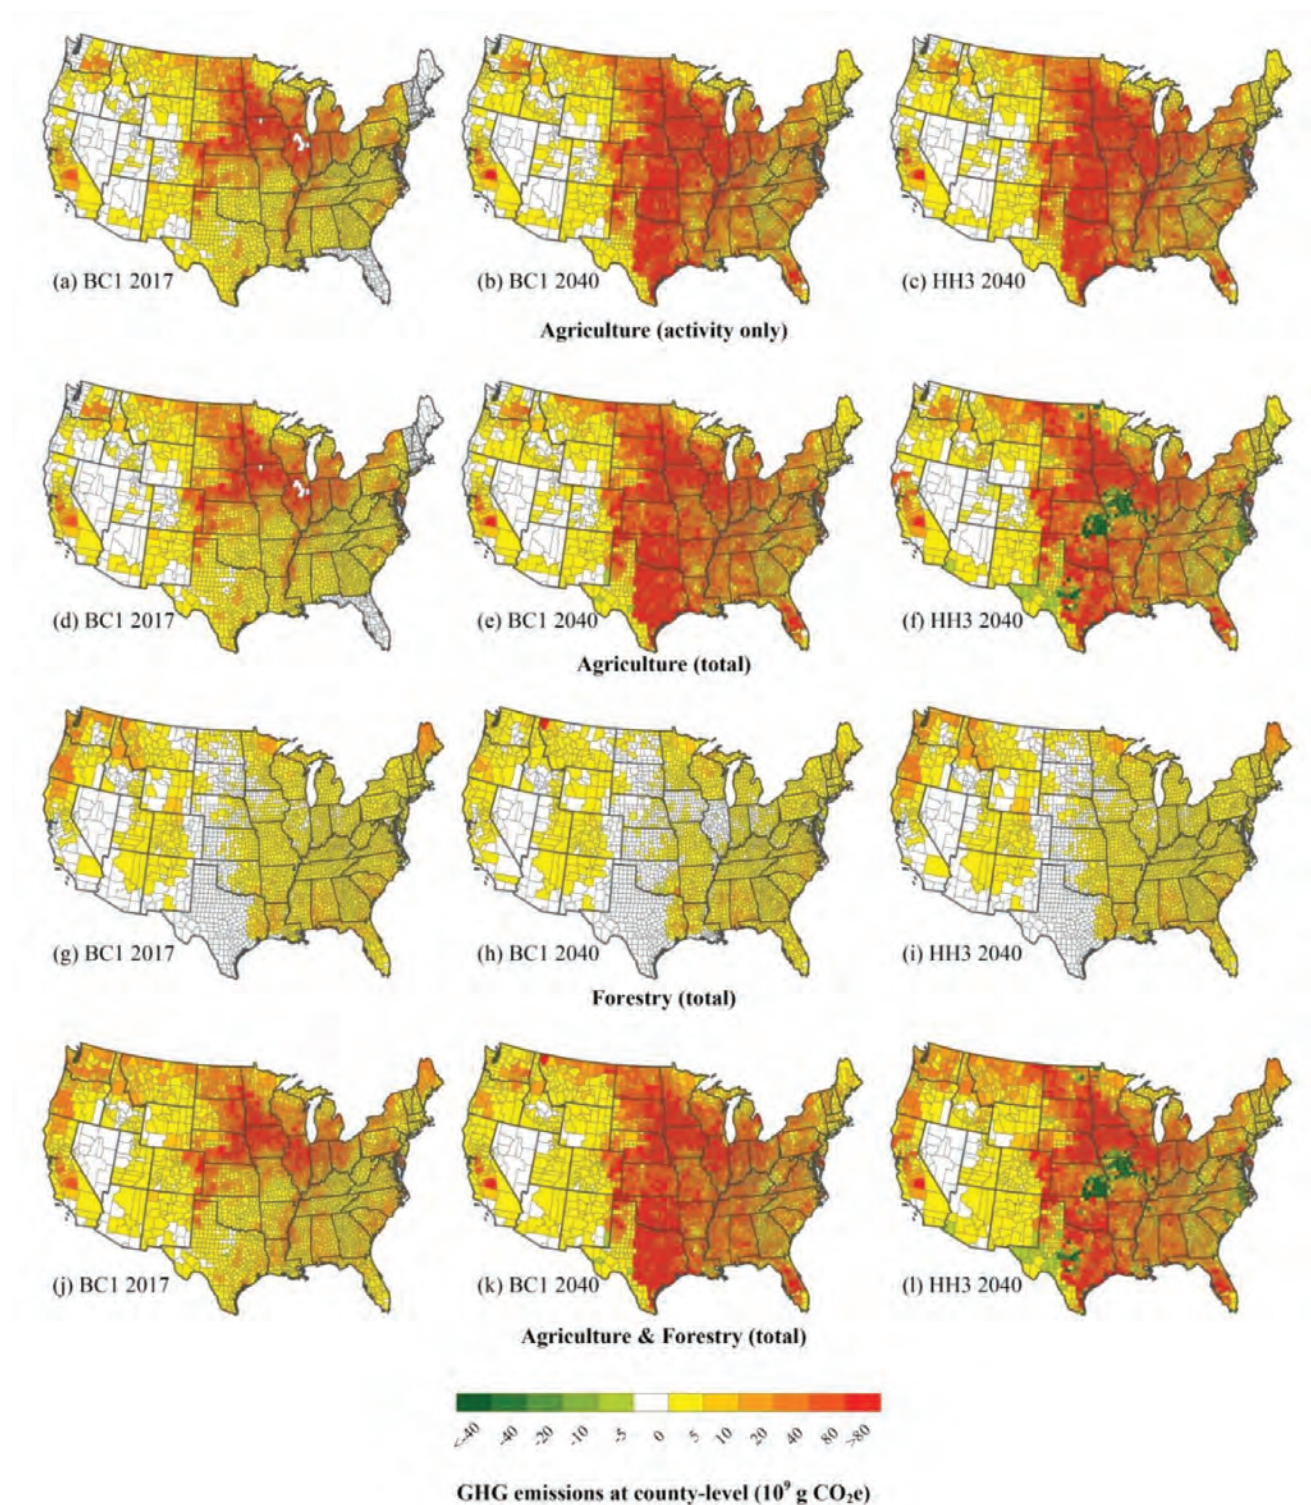 (a) BC1 2017 (b) BC1 2040 (c) HH3 2040
Agriculture (activity only)
(d) BC1 2017 (e) BC1 2040 (f) HH3 2040
Agriculture (total)
(g) BC1 2017 (h) BC1 2040 (i) HH3 2040
Forestry (total)
(j) BC1 2017 (k) BC1 2040 (l) HH3 2040
Agriculture & Forestry (total)
<-40 -40 -20 -10 -5 0 5 10 20 40 80 >80
GHG emissions at county-level (10⁹ g CO₂e)